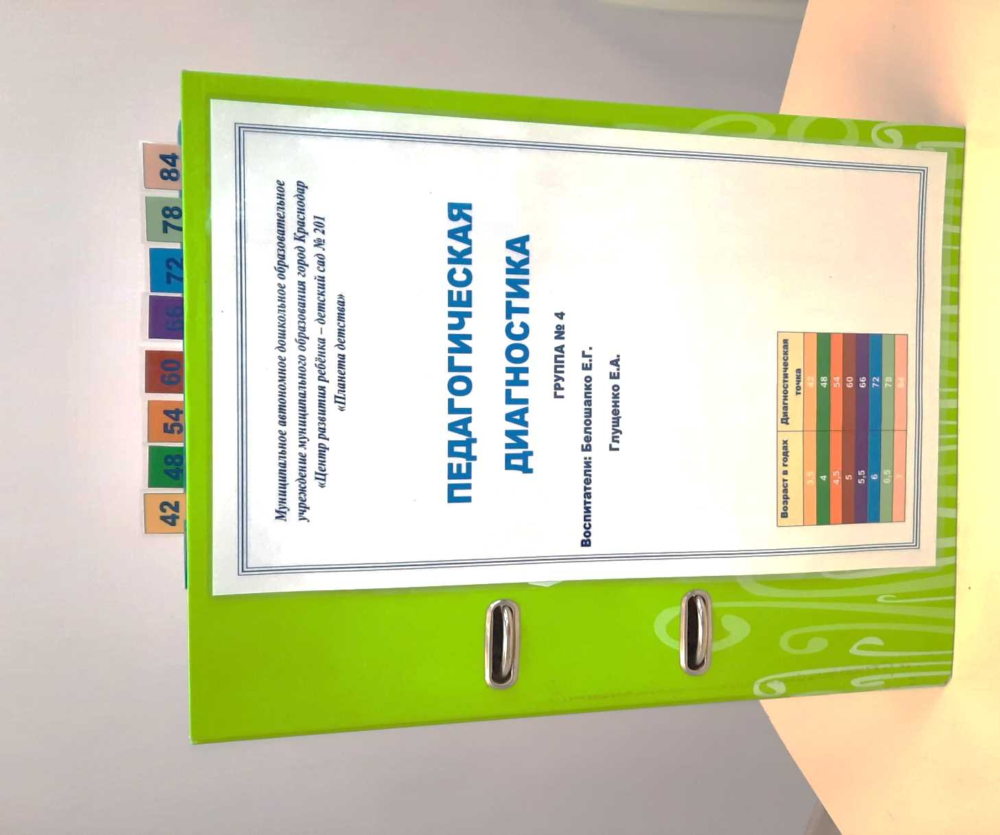 84
78
72
66
60
54
48
42
Муниципальное автономное дошкольное образовательное
учреждение муниципального образования город Краснодар
«Центр развития ребёнка – детский сад № 201
«Планета детства»
ПЕДАГОГИЧЕСКАЯ
ДИАГНОСТИКА
ГРУППА № 4
Воспитатели: Белошапко Е.Г.
Глущенко Е.А.
Возраст в годах Диагностическая
точка
3,5 42
4 48
4,5 54
5 60
5,5 66
6 72
6,5 78
7 84